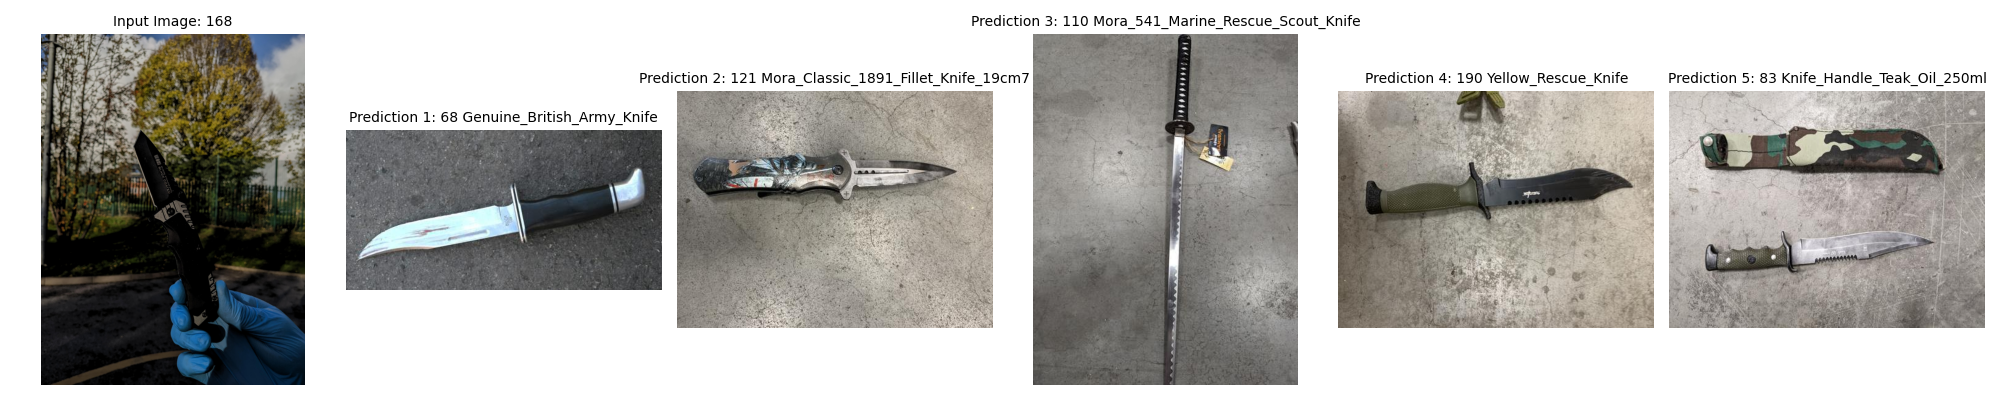 Input Image: 168
Prediction 1: 68 Genuine_British_Army_Knife
Prediction 2: 121 Mora_Classic_1891_Fillet_Knife_19cm7
Prediction 3: 110 Mora_541_Marine_Rescue_Scout_Knife
Prediction 4: 190 Yellow_Rescue_Knife
Prediction 5: 83 Knife_Handle_Teak_Oil_250ml